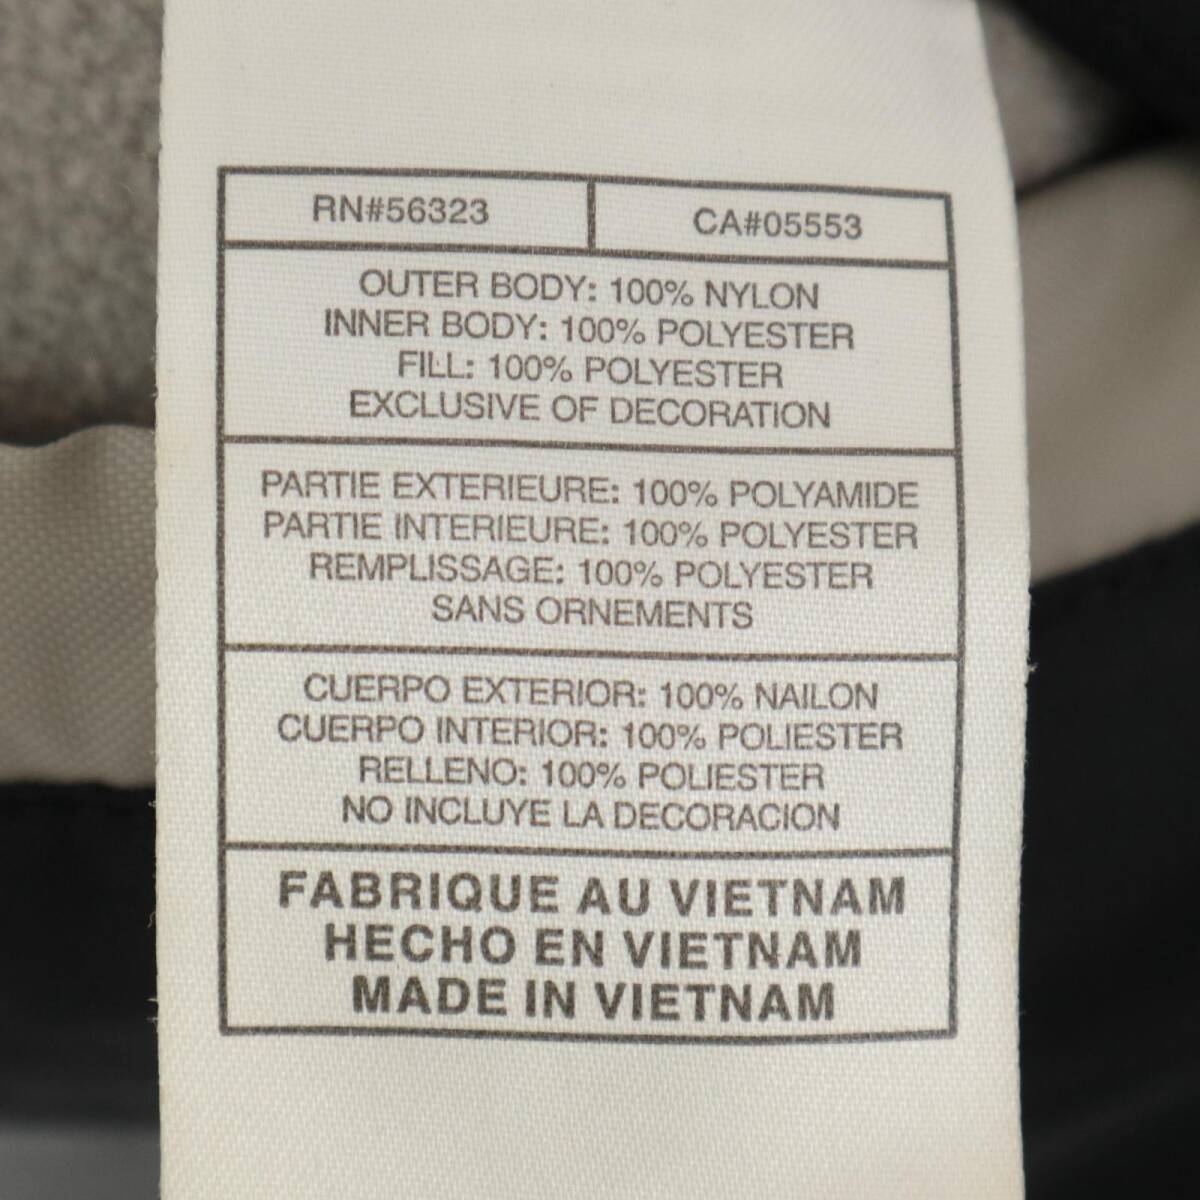 RN#56323
CA#05553
OUTER BODY: 100% NYLON
INNER BODY: 100% POLYESTER
FILL: 100% POLYESTER
EXCLUSIVE OF DECORATION
PARTIE EXTERIEURE: 100% POLYAMIDE
PARTIE INTERIEURE: 100% POLYESTER
REMPLISSAGE: 100% POLYESTER
SANS ORNEMENTS
CUERPO EXTERIOR: 100% NAILON
CUERPO INTERIOR: 100% POLIESTER
RELLENO: 100% POLIESTER
NO INCLUYE LA DECORACION
FABRIQUE AU VIETNAM
HECHO EN VIETNAM
MADE IN VIETNAM